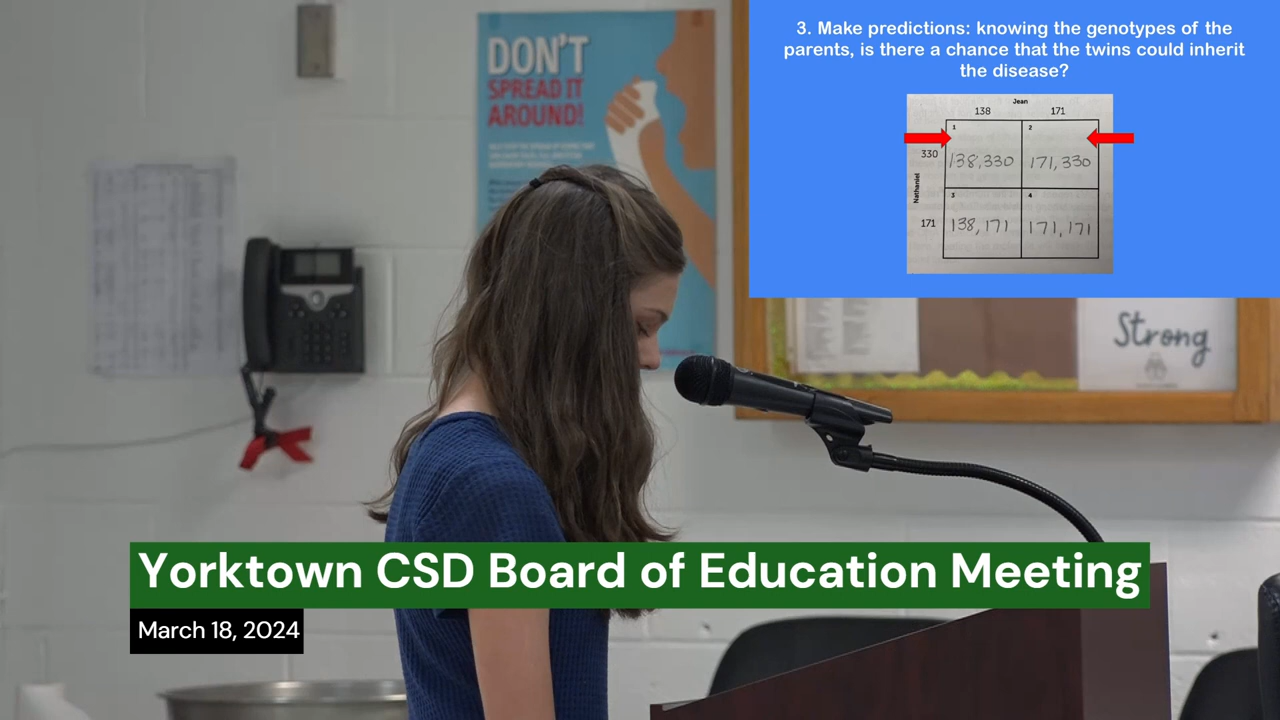 DON'T
SPREAD IT
AROUND!
3. Make predictions: knowing the genotypes of the
parents, is there a chance that the twins could inherit
the disease?
Jean
138 171
1 2
330 138,330 171,330
Nathaniel
3 4
171 138,171 171,171
Strong
Yorktown CSD Board of Education Meeting
March 18, 2024